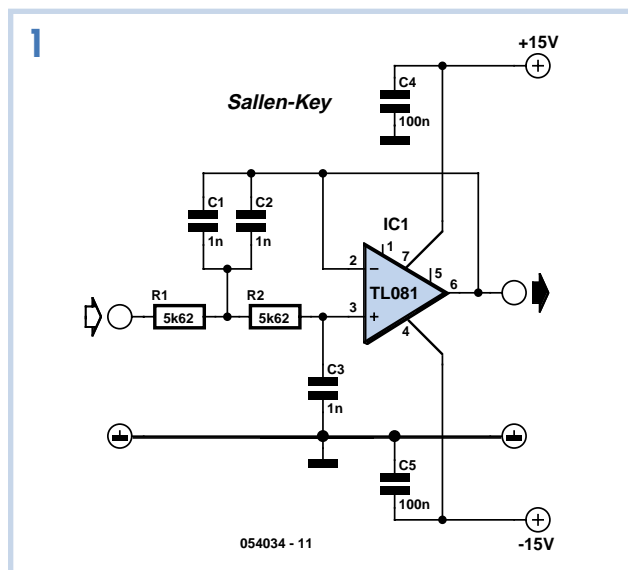 1
+15V
Sallen-Key
C4
100n
C1
C2
1n
1n
IC1
1
7
2
5
6
TL081
3
4
R1
R2
5k62
5k62
C3
1n
C5
100n
054034 - 11
-15V